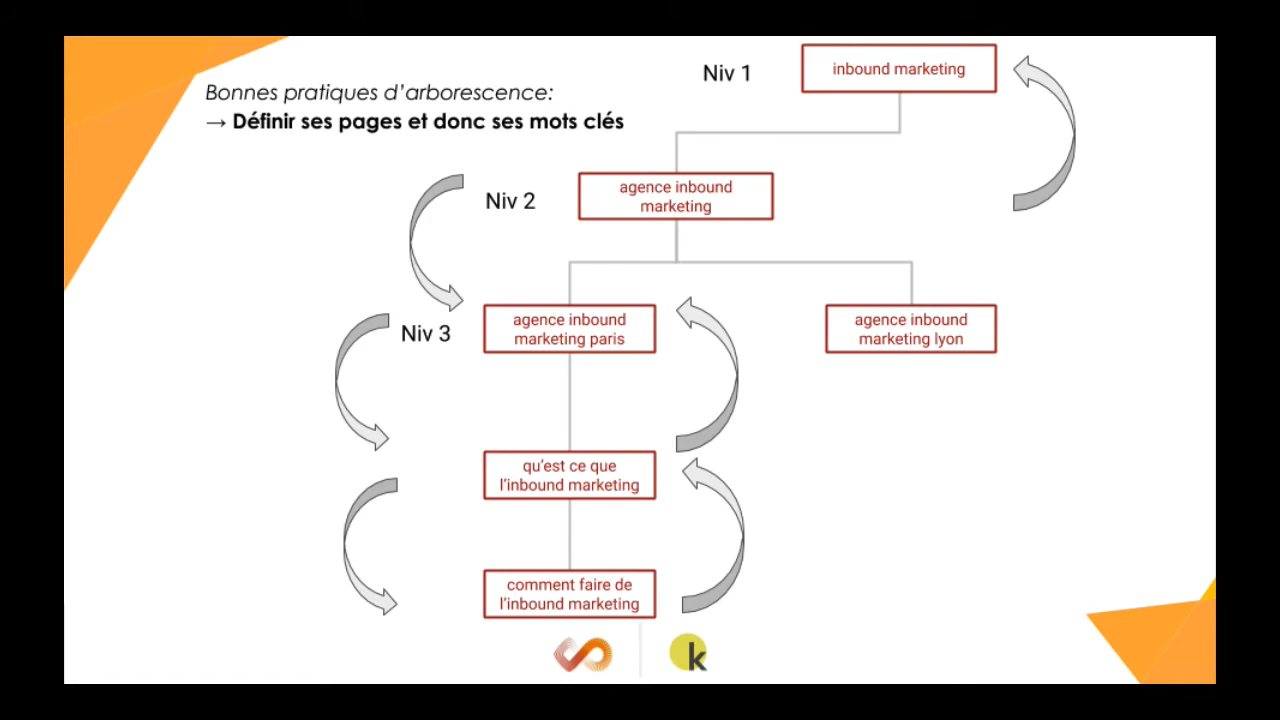 Bonnes pratiques d'arborescence:
→ Définir ses pages et donc ses mots clés
Niv 1
inbound marketing
Niv 2
agence inbound
marketing
Niv 3
agence inbound
marketing paris
agence inbound
marketing lyon
qu'est ce que
l'inbound marketing
comment faire de
l'inbound marketing
k